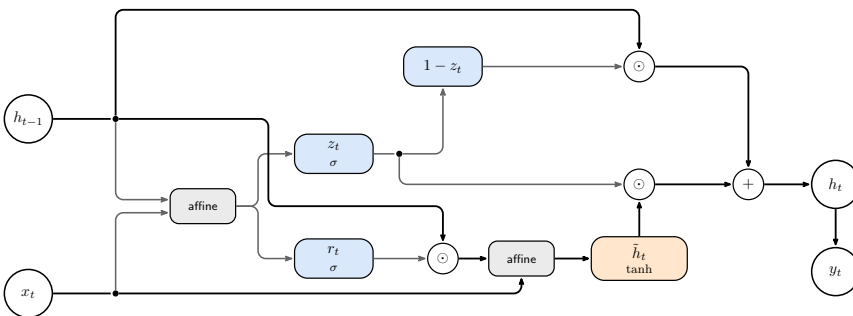 1 − z_t
⊙
h_{t−1}
z_t
σ
affine
⊙
+
h_t
r_t
σ
⊙
affine
h̃_t
tanh
y_t
x_t